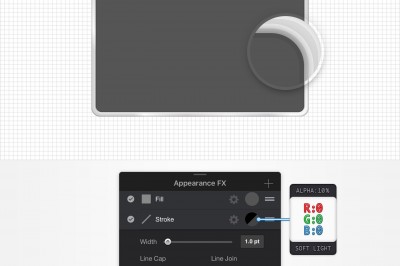 Appearance FX
Fill
Stroke
Width
1.0 pt
Line Cap
Line Join
ALPHA 10%
R:0
G:0
B:0
SOFT LIGHT